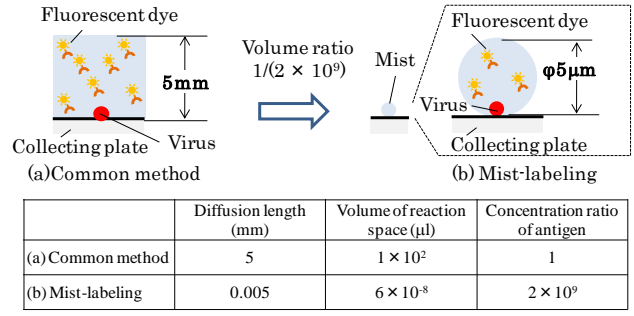 Fluorescent dye
5mm
Virus
Collecting plate
(a)Common method
Volume ratio
1/(2 × 10⁹)
Mist
Fluorescent dye
φ5μm
Virus
Collecting plate
(b) Mist-labeling
Diffusion length
(mm)
Volume of reaction
space (μl)
Concentration ratio
of antigen
(a) Common method 5 1 × 10² 1
(b) Mist-labeling 0.005 6 × 10⁻⁸ 2 × 10⁹